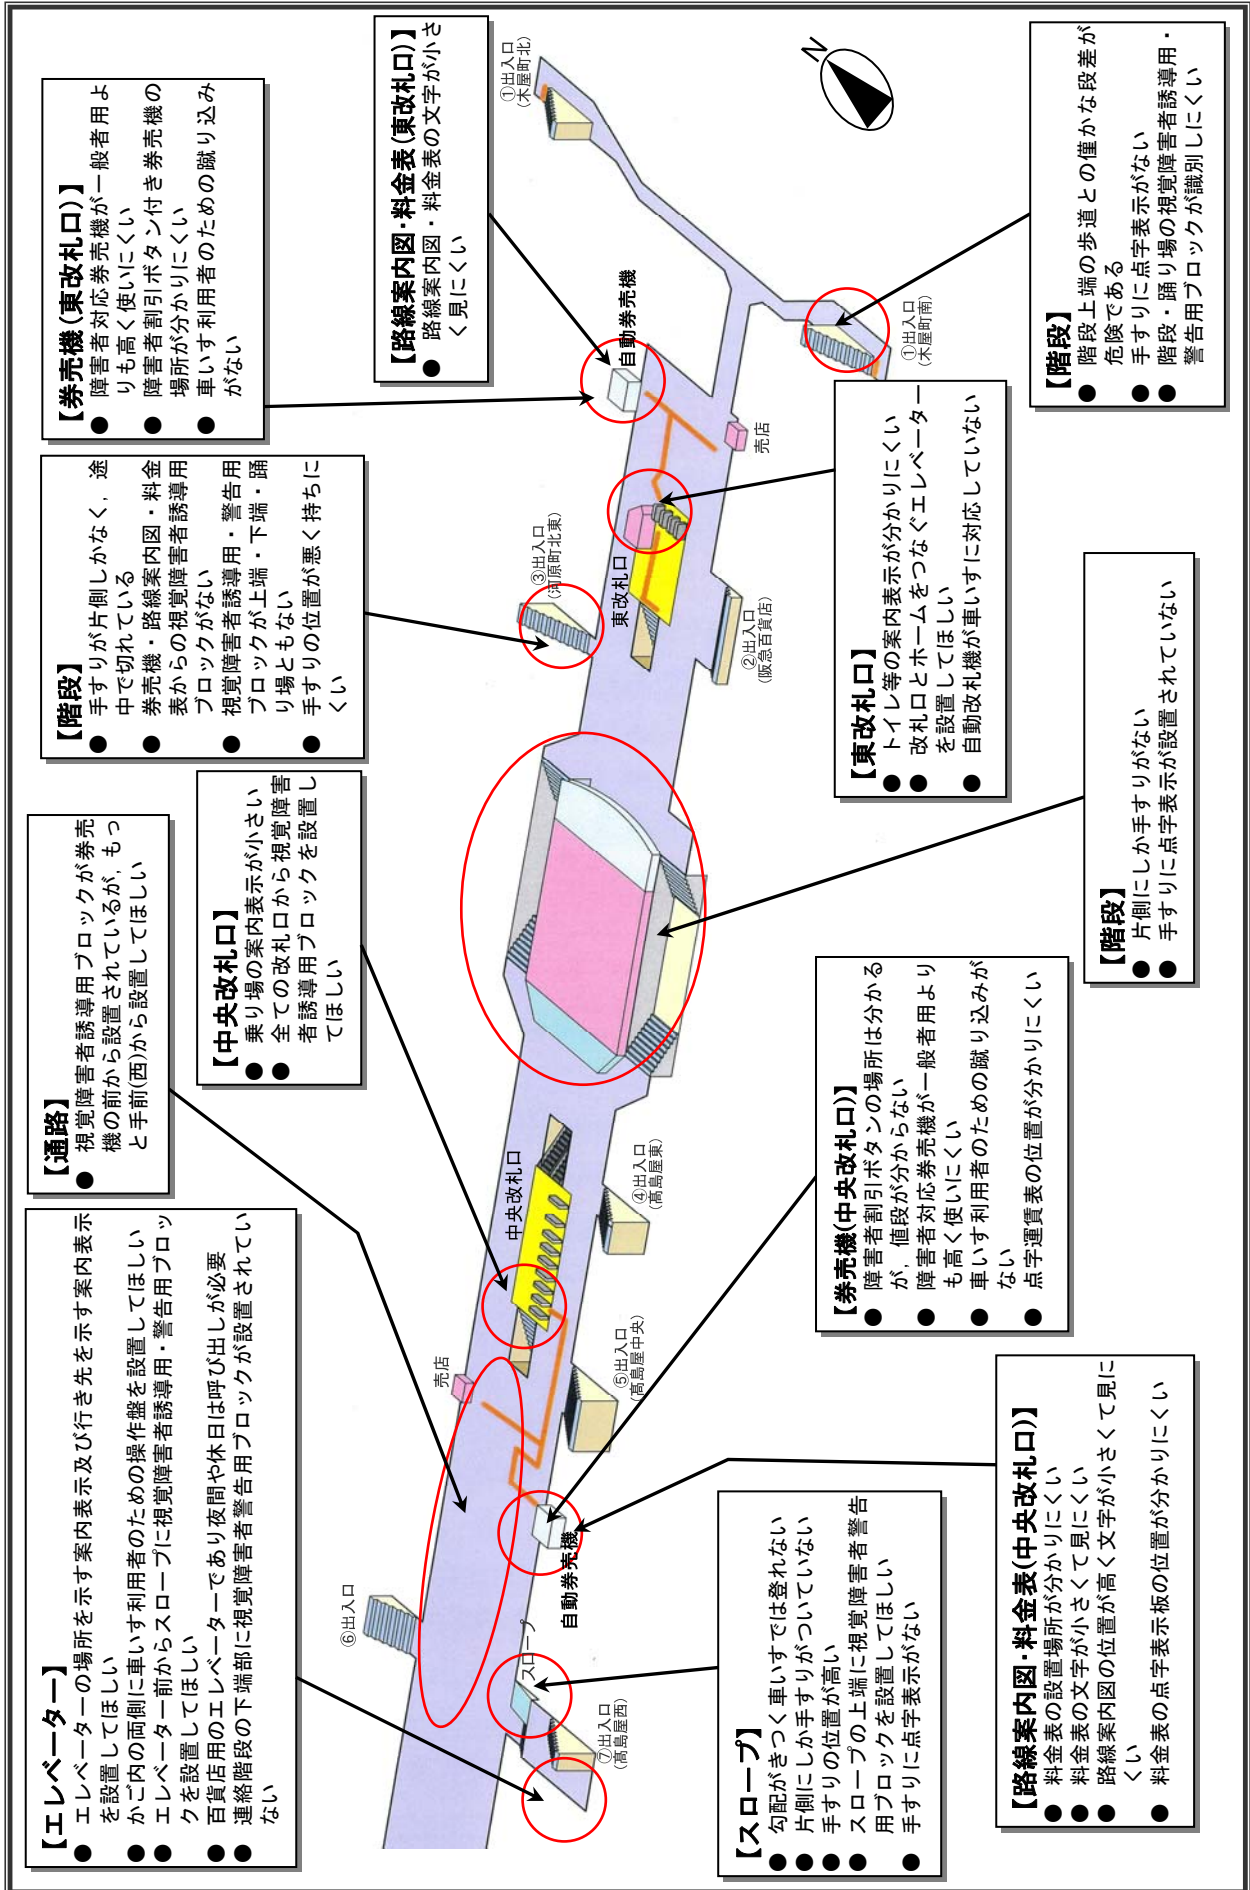 【エレベーター】
● エレベーターの場所を示す案内表示及び行き先を示す案内表示
を設置してほしい
● かご内の両側に車いす利用者のための操作盤を設置してほしい
● エレベーター前からスロープに視覚障害者誘導用・警告用ブロッ
クを設置してほしい
● 百貨店用のエレベーターであり夜間や休日は呼び出しが必要
● 連絡階段の下端部に視覚障害者警告用ブロックが設置されてい
ない
【通路】
● 視覚障害者誘導用ブロックが券売
機の前から設置されているが，もっ
と手前(西)から設置してほしい
【中央改札口】
● 乗り場の案内表示が小さい
● 全ての改札口から視覚障害
者誘導用ブロックを設置し
てほしい
【階段】
● 手すりが片側しかなく，途
中で切れている
● 券売機・路線案内図・料金
表からの視覚障害者誘導用
ブロックがない
● 視覚障害者誘導用・警告用
ブロックが上端・下端・踊
り場ともない
● 手すりの位置が悪く持ちに
くい
【券売機(東改札口)】
● 障害者対応券売機が一般者用よ
りも高く使いにくい
● 障害者割引ボタン付き券売機の
場所が分かりにくい
● 車いす利用者のための蹴り込み
がない
【路線案内図・料金表(東改札口)】
● 路線案内図・料金表の文字が小さ
く見にくい
①出入口
(木屋町北)
N
自動券売機
①出入口
(木屋町南)
売店
③出入口
(河原町北東)
東改札口
②出入口
(阪急百貨店)
中央改札口
④出入口
(高島屋東)
売店
⑤出入口
(高島屋中央)
自動券売機
⑥出入口
スロープ
⑦出入口
(高島屋西)
【スロープ】
● 勾配がきつく車いすでは登れない
● 片側にしか手すりがついていない
● 手すりの位置が高い
● スロープの上端に視覚障害者警告
用ブロックを設置してほしい
● 手すりに点字表示がない
【路線案内図・料金表(中央改札口)】
● 料金表の設置場所が分かりにくい
● 料金表の文字が小さくて見にくい
● 路線案内図の位置が高く文字が小さくて見に
くい
● 料金表の点字表示板の位置が分かりにくい
【券売機(中央改札口)】
● 障害者割引ボタンの場所は分かる
が，値段が分からない
● 障害者対応券売機が一般者用より
も高く使いにくい
● 車いす利用者のための蹴り込みが
ない
● 点字運賃表の位置が分かりにくい
【階段】
● 片側にしか手すりがない
● 手すりに点字表示が設置されていない
【東改札口】
● トイレ等の案内表示が分かりにくい
● 改札口とホームをつなぐエレベーター
を設置してほしい
● 自動改札機が車いすに対応していない
【階段】
● 階段上端の歩道との僅かな段差が
危険である
● 手すりに点字表示がない
● 階段・踊り場の視覚障害者誘導用・
警告用ブロックが識別しにくい